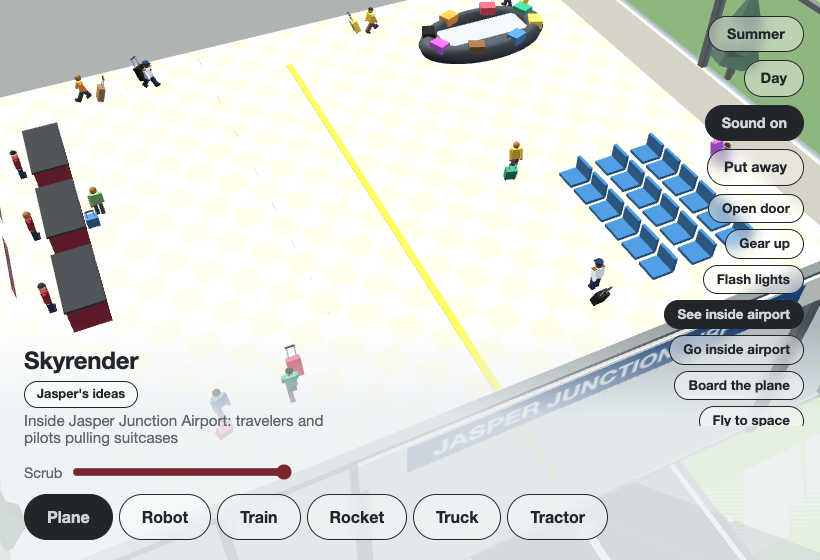 Summer
Day
Sound on
Put away
Open door
Gear up
Flash lights
See inside airport
Go inside airport
Board the plane
Fly to space
JASPER JUNCTION
Skyrender
Jasper's ideas
Inside Jasper Junction Airport: travelers and
pilots pulling suitcases
Scrub
Plane
Robot
Train
Rocket
Truck
Tractor